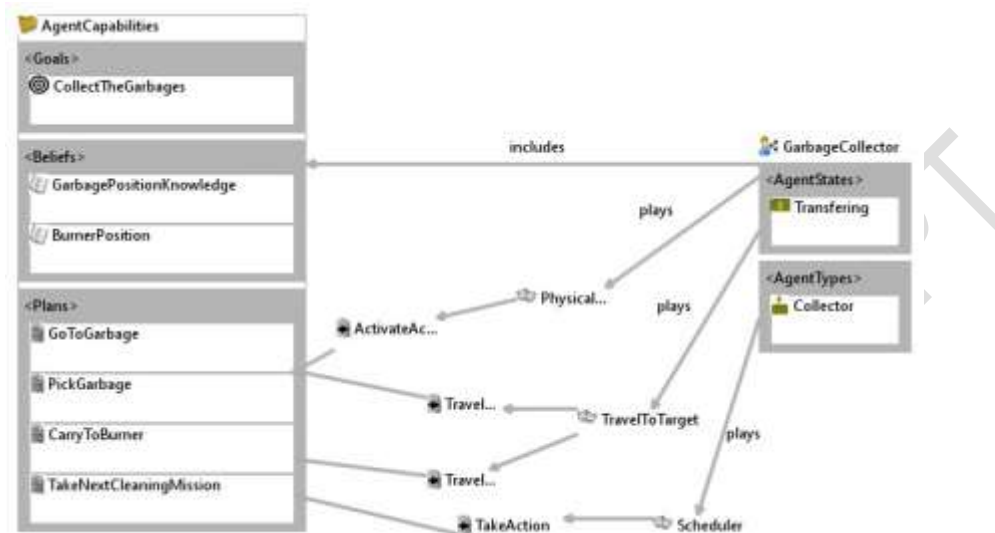 AgentCapabilities
<Goals>
CollectTheGarbages
<Beliefs>
GarbagePositionKnowledge
BurnerPosition
<Plans>
GoToGarbage
PickGarbage
CarryToBurner
TakeNextCleaningMission
includes
GarbageCollector
<AgentStates>
Transfering
<AgentTypes>
Collector
plays
Physical...
plays
ActivateAc...
Travel...
TravelToTarget
plays
Travel...
TakeAction
Scheduler